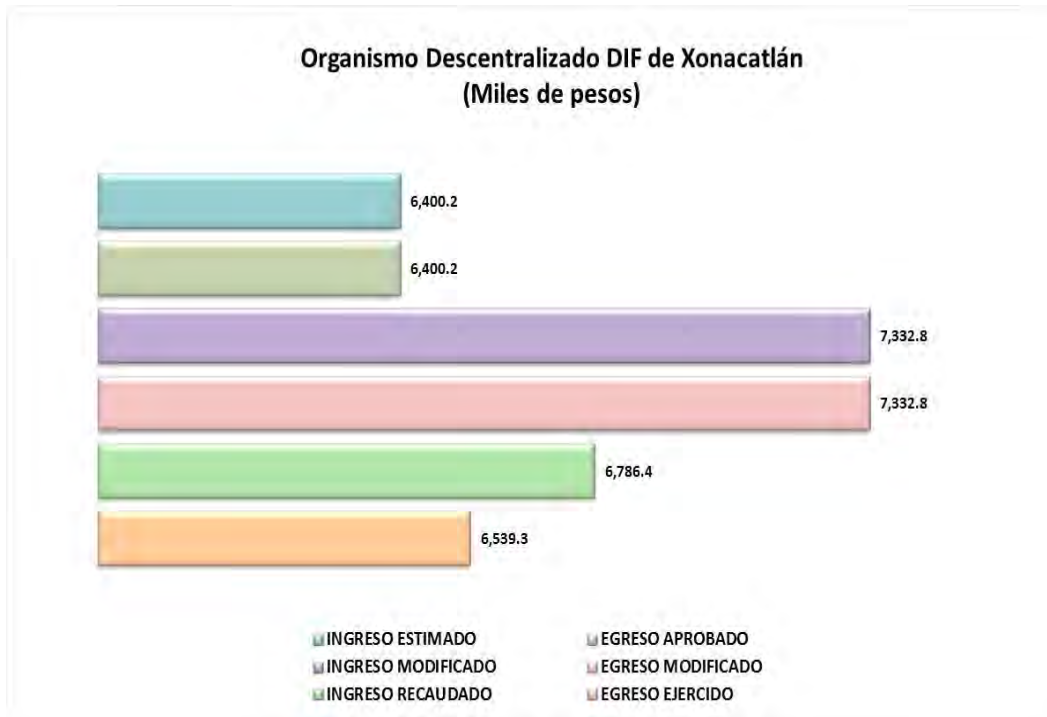 Organismo Descentralizado DIF de Xonacatlán
(Miles de pesos)
6,400.2
6,400.2
7,332.8
7,332.8
6,786.4
6,539.3
INGRESO ESTIMADO EGRESO APROBADO
INGRESO MODIFICADO EGRESO MODIFICADO
INGRESO RECAUDADO EGRESO EJERCIDO